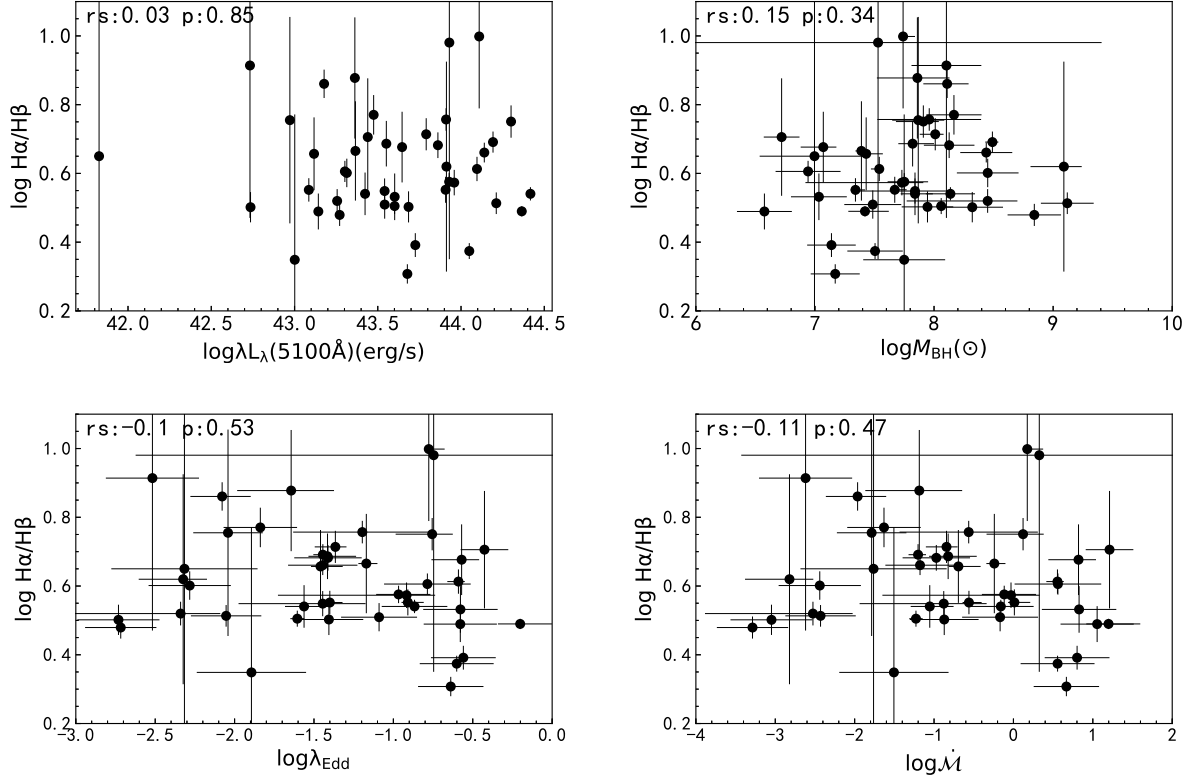 rs:0.03 p:0.85
1.0
0.8
0.6
0.4
0.2
log Hα/Hβ
42.0 42.5 43.0 43.5 44.0 44.5
logλLλ(5100Å)(erg/s)
rs:0.15 p:0.34
1.0
0.8
0.6
0.4
0.2
log Hα/Hβ
6 7 8 9 10
logM_BH(⊙)
rs:−0.1 p:0.53
1.0
0.8
0.6
0.4
0.2
log Hα/Hβ
−3.0 −2.5 −2.0 −1.5 −1.0 −0.5 0.0
logλ_Edd
rs:−0.11 p:0.47
1.0
0.8
0.6
0.4
0.2
log Hα/Hβ
−4 −3 −2 −1 0 1 2
logℳ̇